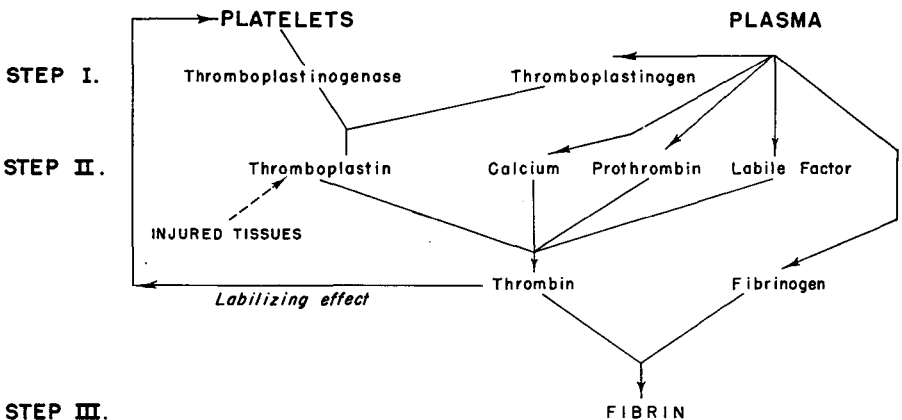 PLATELETS PLASMA
STEP I. Thromboplastinogenase Thromboplastinogen
STEP II. Thromboplastin Calcium Prothrombin Labile Factor
INJURED TISSUES
Thrombin Fibrinogen
Labilizing effect
STEP III. FIBRIN